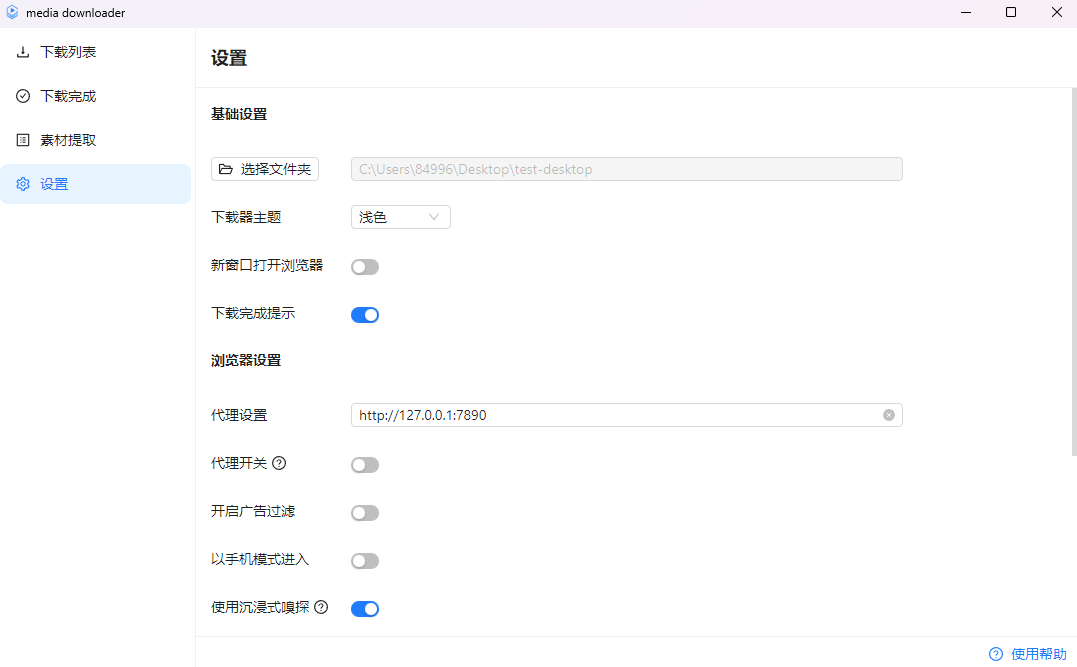 media downloader
下载列表
下载完成
素材提取
设置
设置
基础设置
选择文件夹
C:\Users\84996\Desktop\test-desktop
下载器主题
浅色
新窗口打开浏览器
下载完成提示
浏览器设置
代理设置
http://127.0.0.1:7890
代理开关
开启广告过滤
以手机模式进入
使用沉浸式嗅探
使用帮助